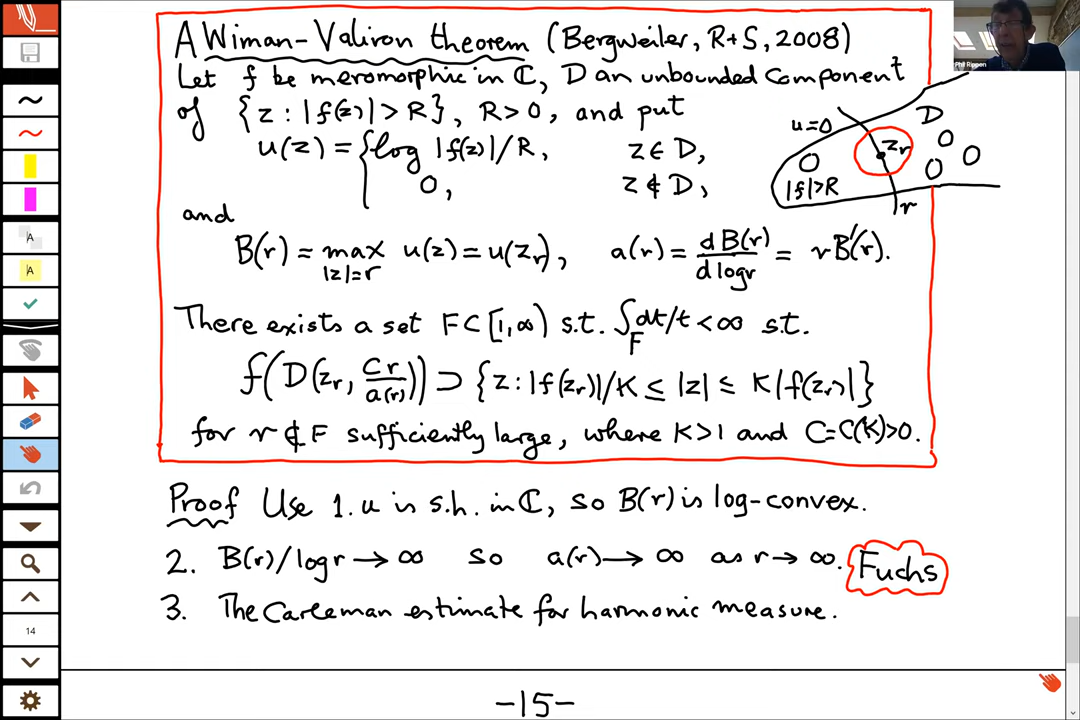 A Wiman-Valiron theorem (Bergweiler, R+S, 2008)
Let f be meromorphic in ℂ, D an unbounded component
of {z : |f(z)| > R}, R > 0, and put
u(z) = { log |f(z)|/R, z ∈ D,
0, z ∉ D,
u=0
D
z_r
|f|>R
r
and
B(r) = max_{|z|=r} u(z) = u(z_r), a(r) = dB(r)/d log r = r B'(r).
There exists a set F ⊂ [1,∞) s.t. ∫_F dt/t < ∞ s.t.
f(D(z_r, Cr/a(r))) ⊃ {z : |f(z_r)|/K ≤ |z| ≤ K|f(z_r)|}
for r ∉ F sufficiently large, where K>1 and C=C(K)>0.
Proof Use 1. u is s.h. in ℂ, so B(r) is log-convex.
2. B(r)/log r → ∞ so a(r) → ∞ as r → ∞. Fuchs
3. The Carleman estimate for harmonic measure.
-15-
14
A
A
Phil Rippon